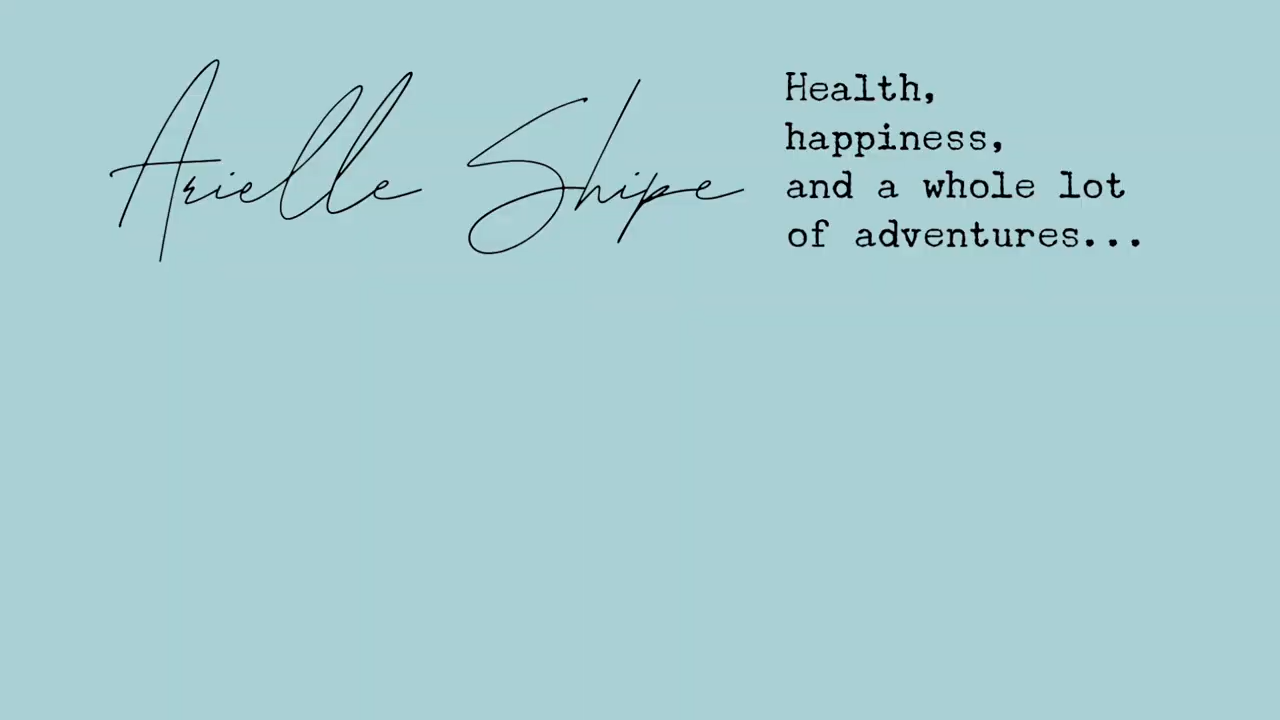 Arielle Shipe
Health,
happiness,
and a whole lot
of adventures...